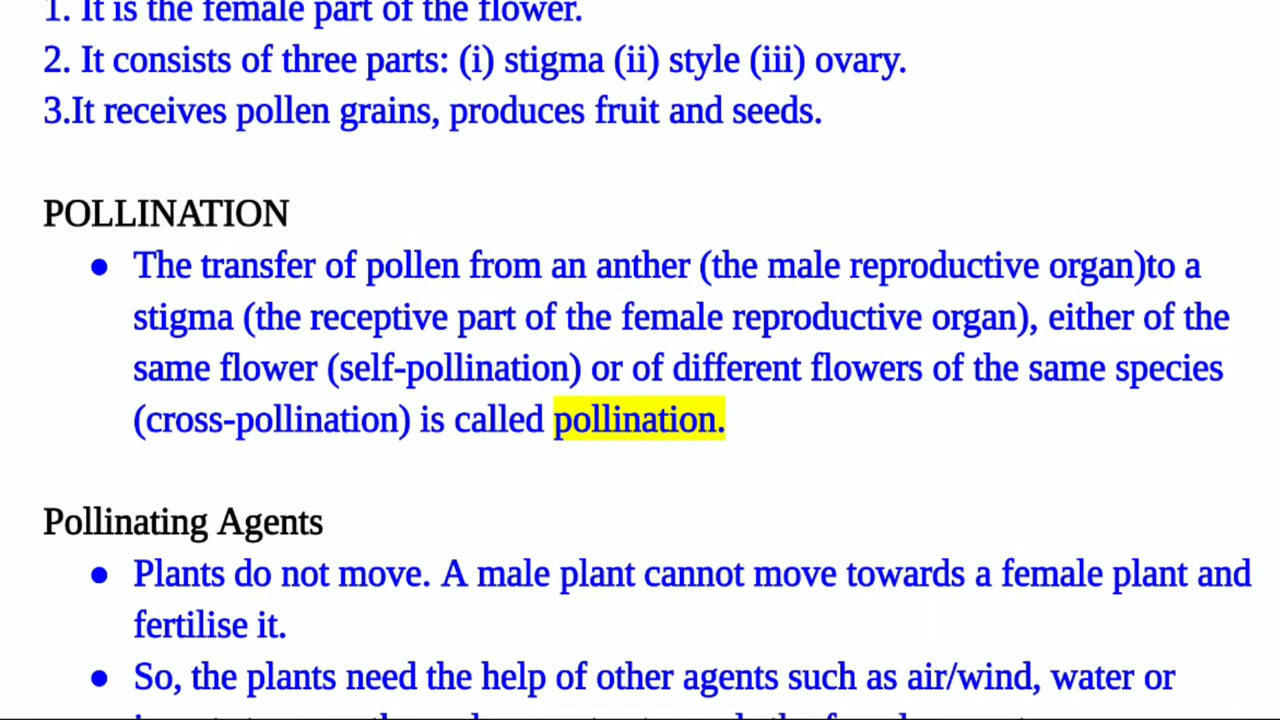 1. It is the female part of the flower.
2. It consists of three parts: (i) stigma (ii) style (iii) ovary.
3.It receives pollen grains, produces fruit and seeds.
POLLINATION
● The transfer of pollen from an anther (the male reproductive organ)to a
stigma (the receptive part of the female reproductive organ), either of the
same flower (self-pollination) or of different flowers of the same species
(cross-pollination) is called pollination.
Pollinating Agents
● Plants do not move. A male plant cannot move towards a female plant and
fertilise it.
● So, the plants need the help of other agents such as air/wind, water or